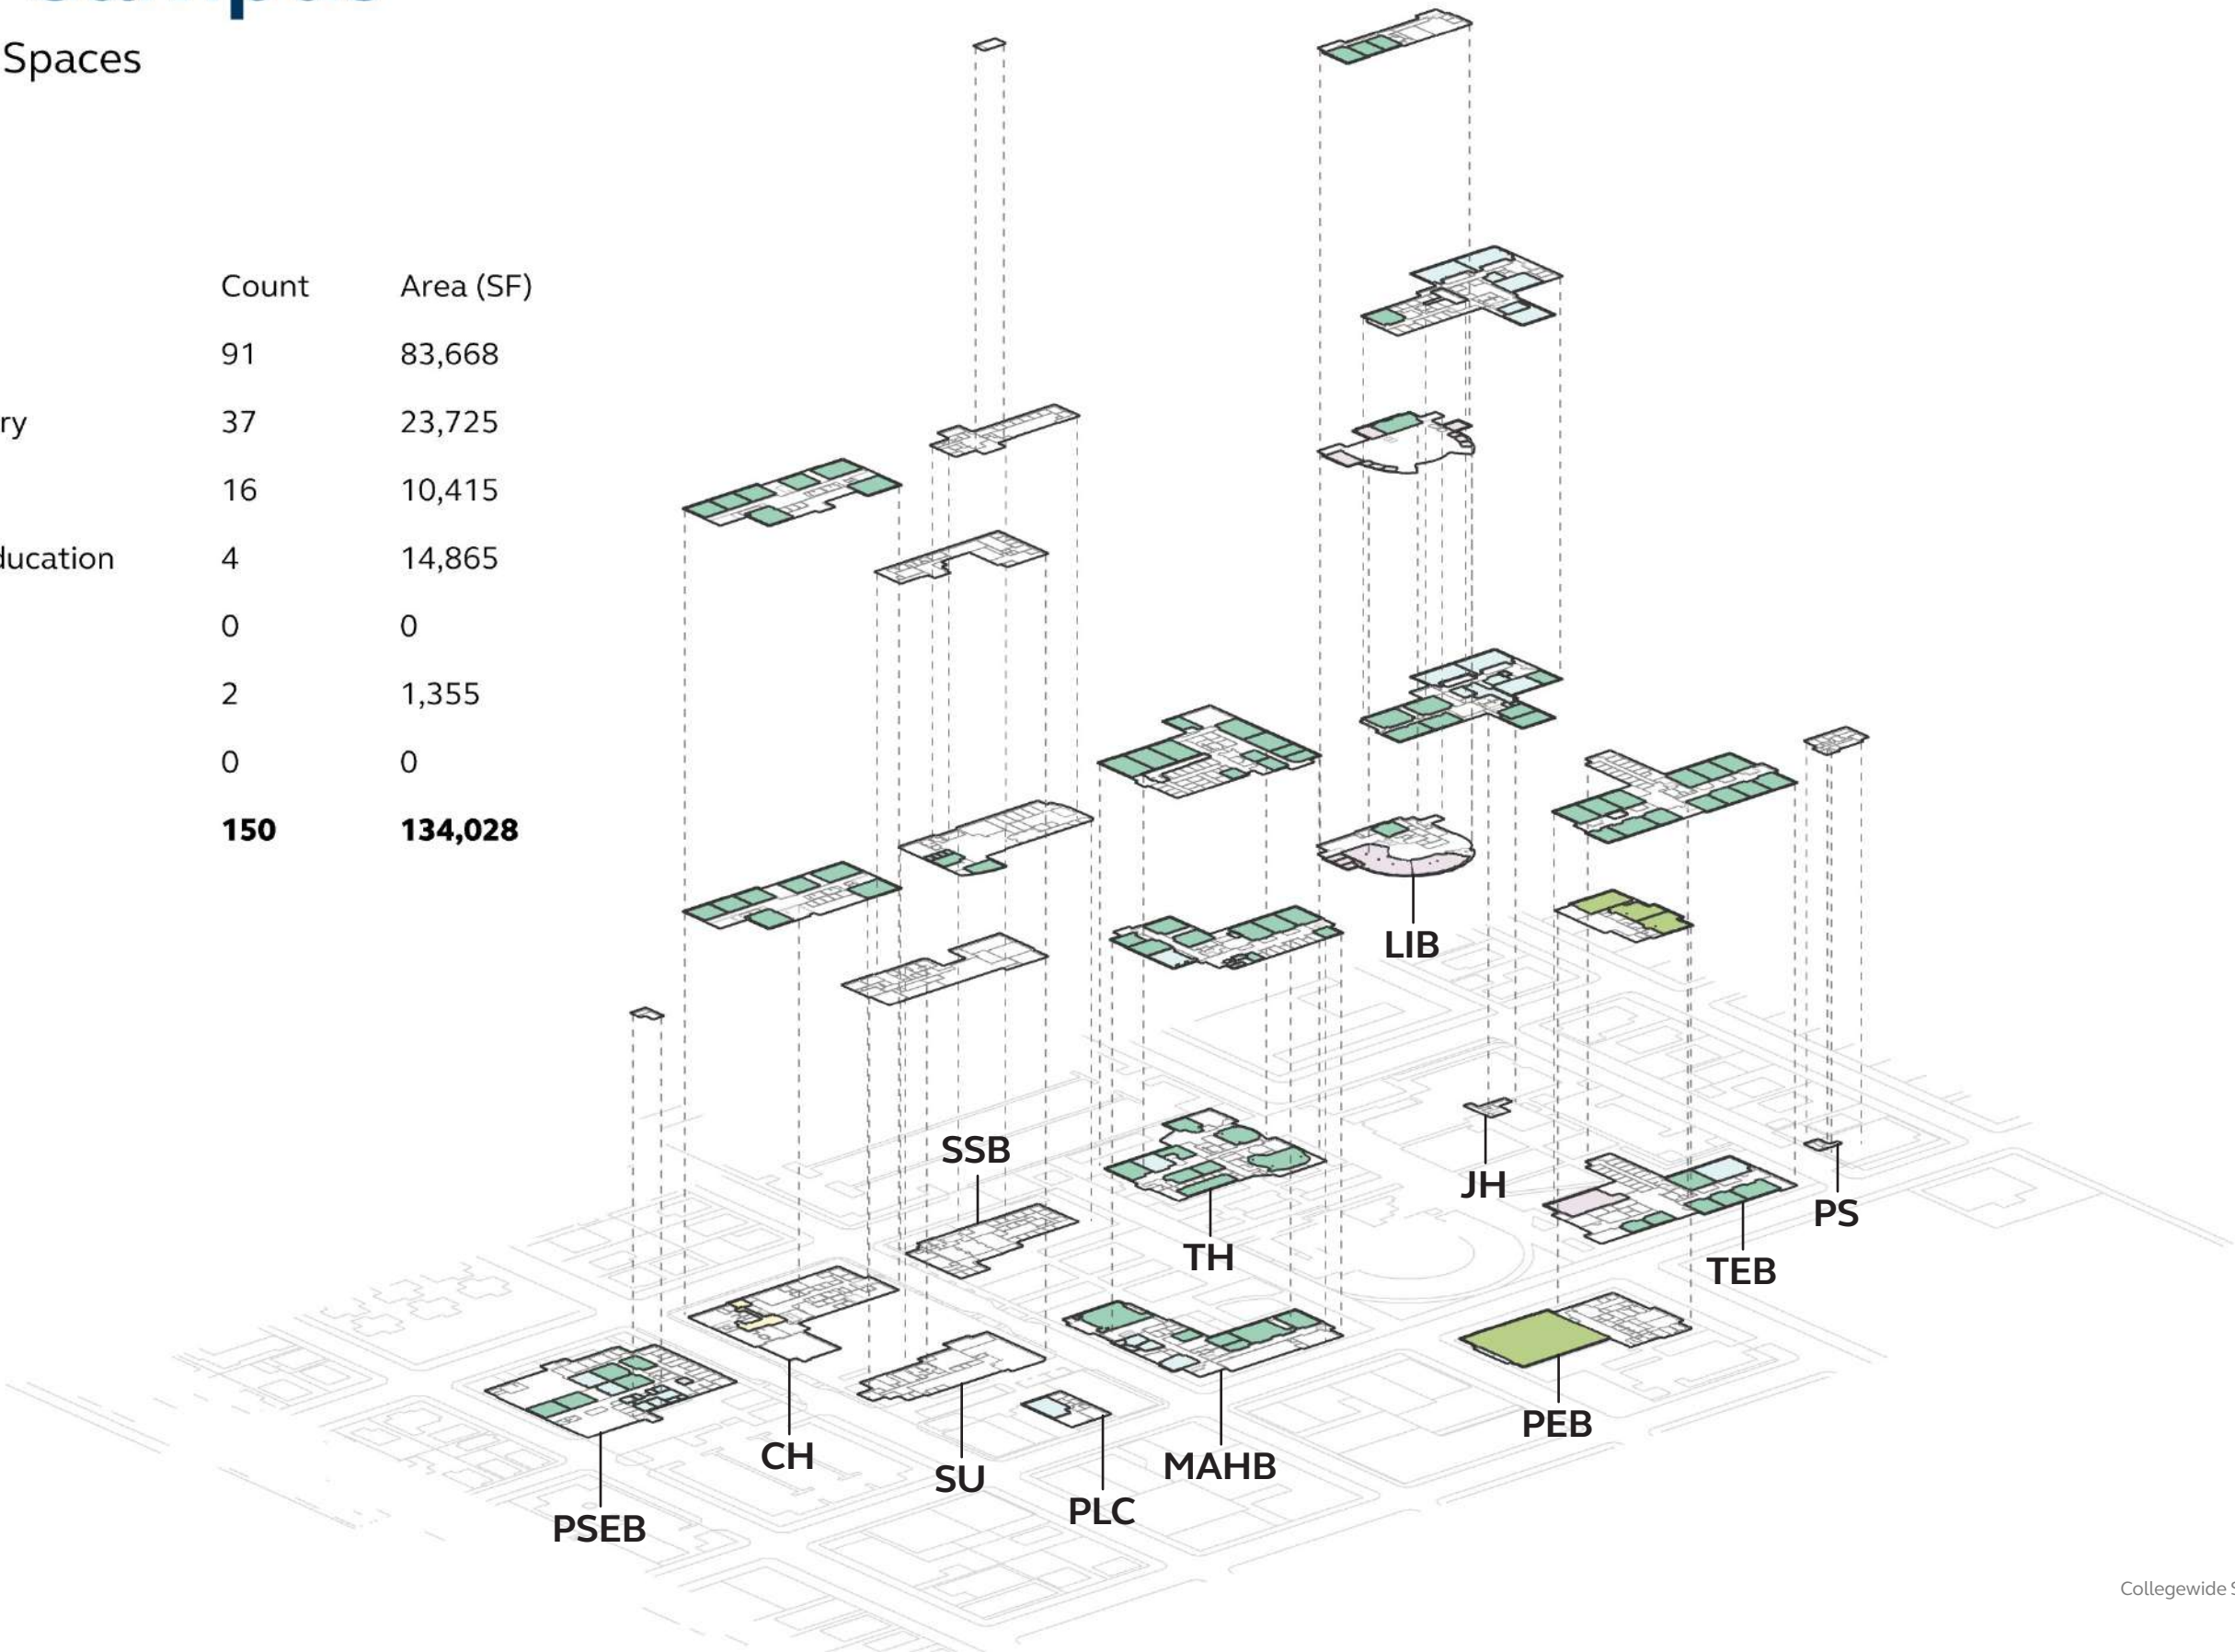 Spaces
Count Area (SF)
91 83,668
ry 37 23,725
16 10,415
ducation 4 14,865
0 0
2 1,355
0 0
150 134,028
LIB
SSB
JH
PS
TH
TEB
PEB
CH
MAHB
SU
PLC
PSEB
Collegewide